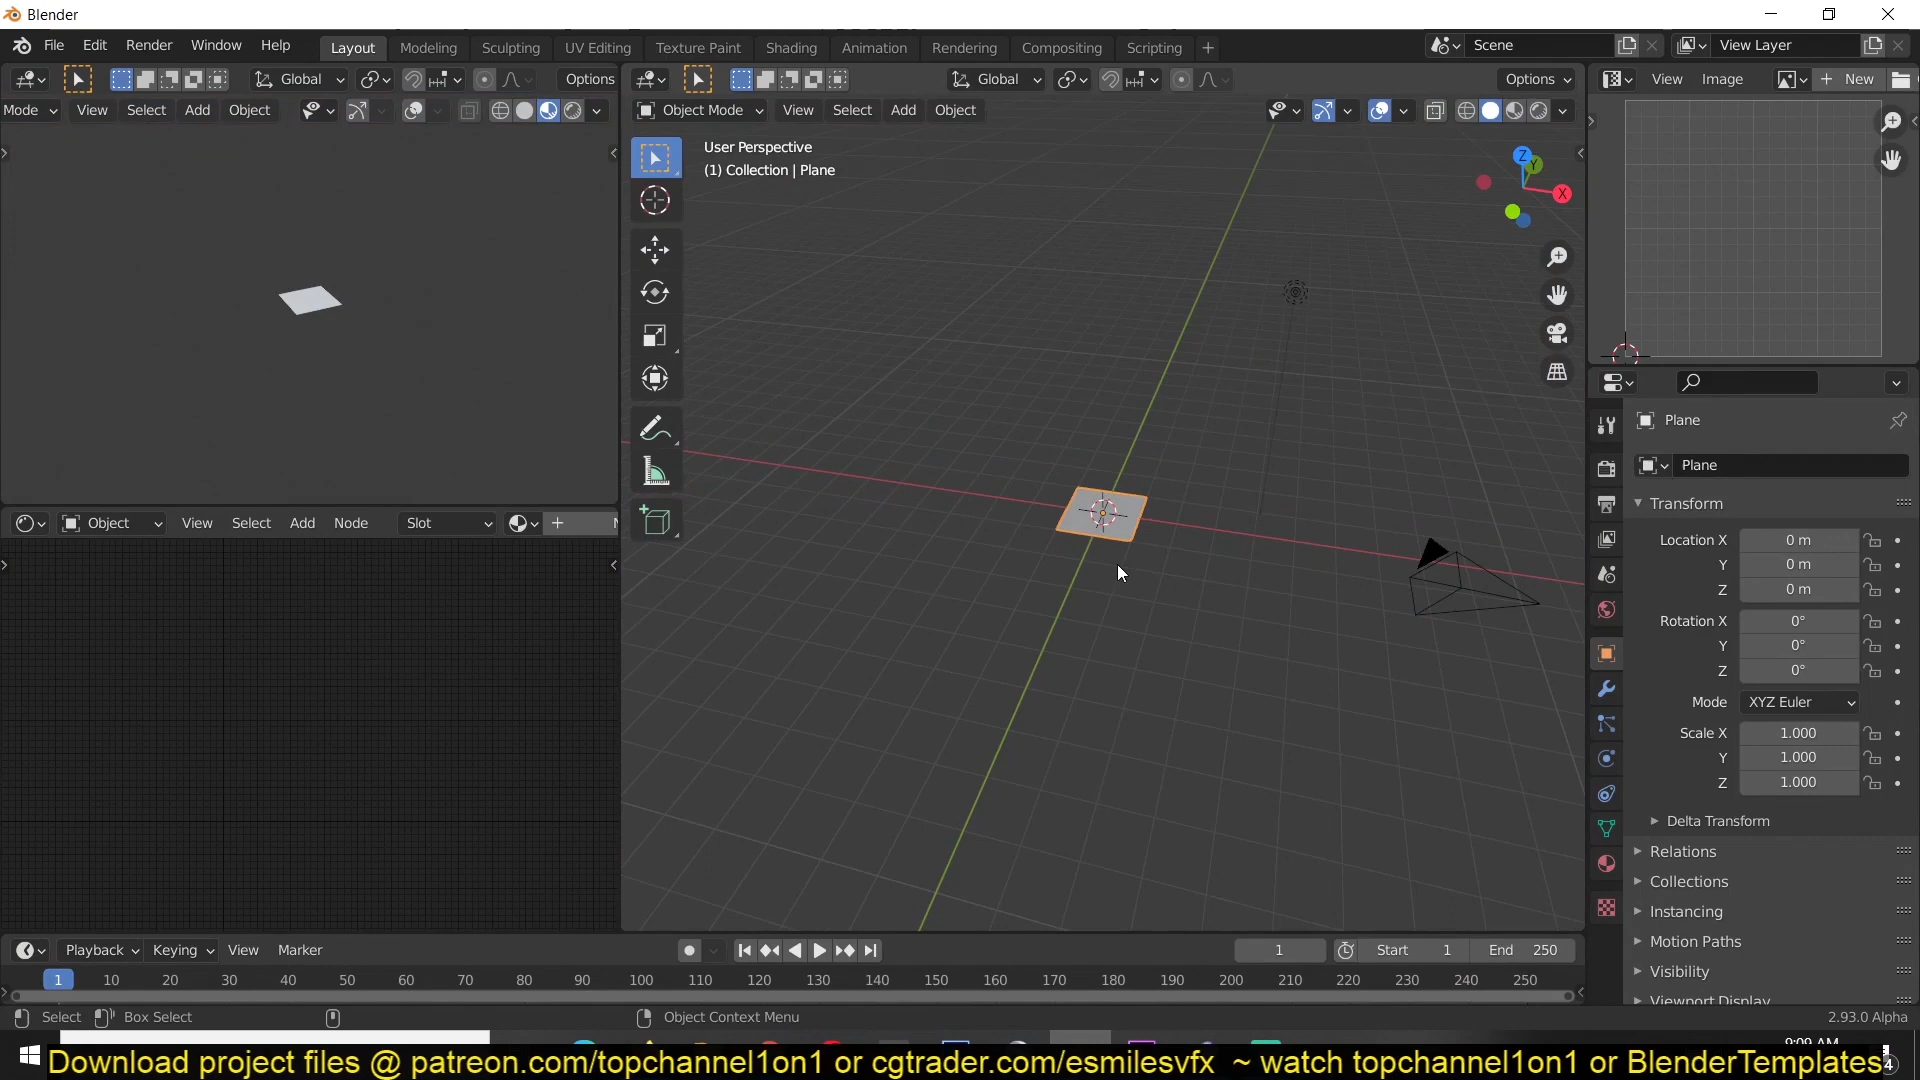 Blender
File Edit Render Window Help Layout Modeling Sculpting UV Editing Texture Paint Shading Animation Rendering Compositing Scripting + Scene View Layer
Global Options
Mode View Select Add Object
Global Options
Object Mode View Select Add Object
View Image New
User Perspective
(1) Collection | Plane
Z Y X
Plane
Plane
Transform
Location X 0 m
Y 0 m
Z 0 m
Rotation X 0°
Y 0°
Z 0°
Mode XYZ Euler
Scale X 1.000
Y 1.000
Z 1.000
Delta Transform
Relations
Collections
Instancing
Motion Paths
Visibility
Viewport Display
Object View Select Add Node Slot
Playback Keying View Marker 1 Start 1 End 250
1 10 20 30 40 50 60 70 80 90 100 110 120 130 140 150 160 170 180 190 200 210 220 230 240 250
Select Box Select Object Context Menu 2.93.0 Alpha
9:09 AM
Download project files @ patreon.com/topchannel1on1 or cgtrader.com/esmilesvfx ~ watch topchannel1on1 or BlenderTemplates